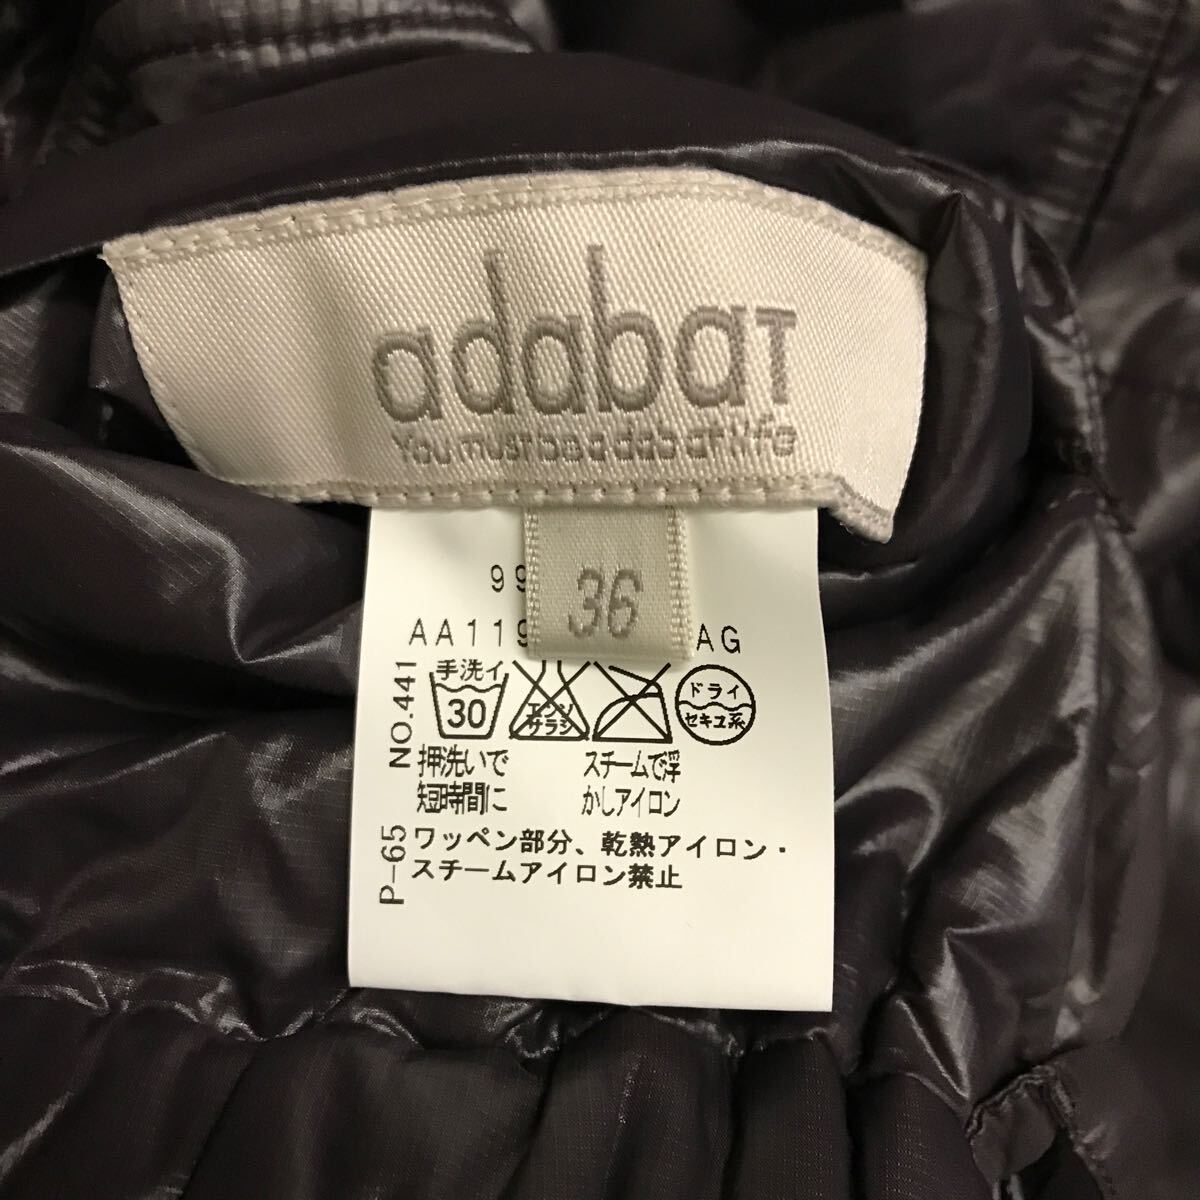 adabaT
You must be a dab at life
36
99
AA119 AG
手洗イ
30
エンソ
サラシ
ドライ
セキユ系
押洗いで
短時間に
スチームで浮
かしアイロン
ワッペン部分、乾熱アイロン・
スチームアイロン禁止
P-65 NO.441